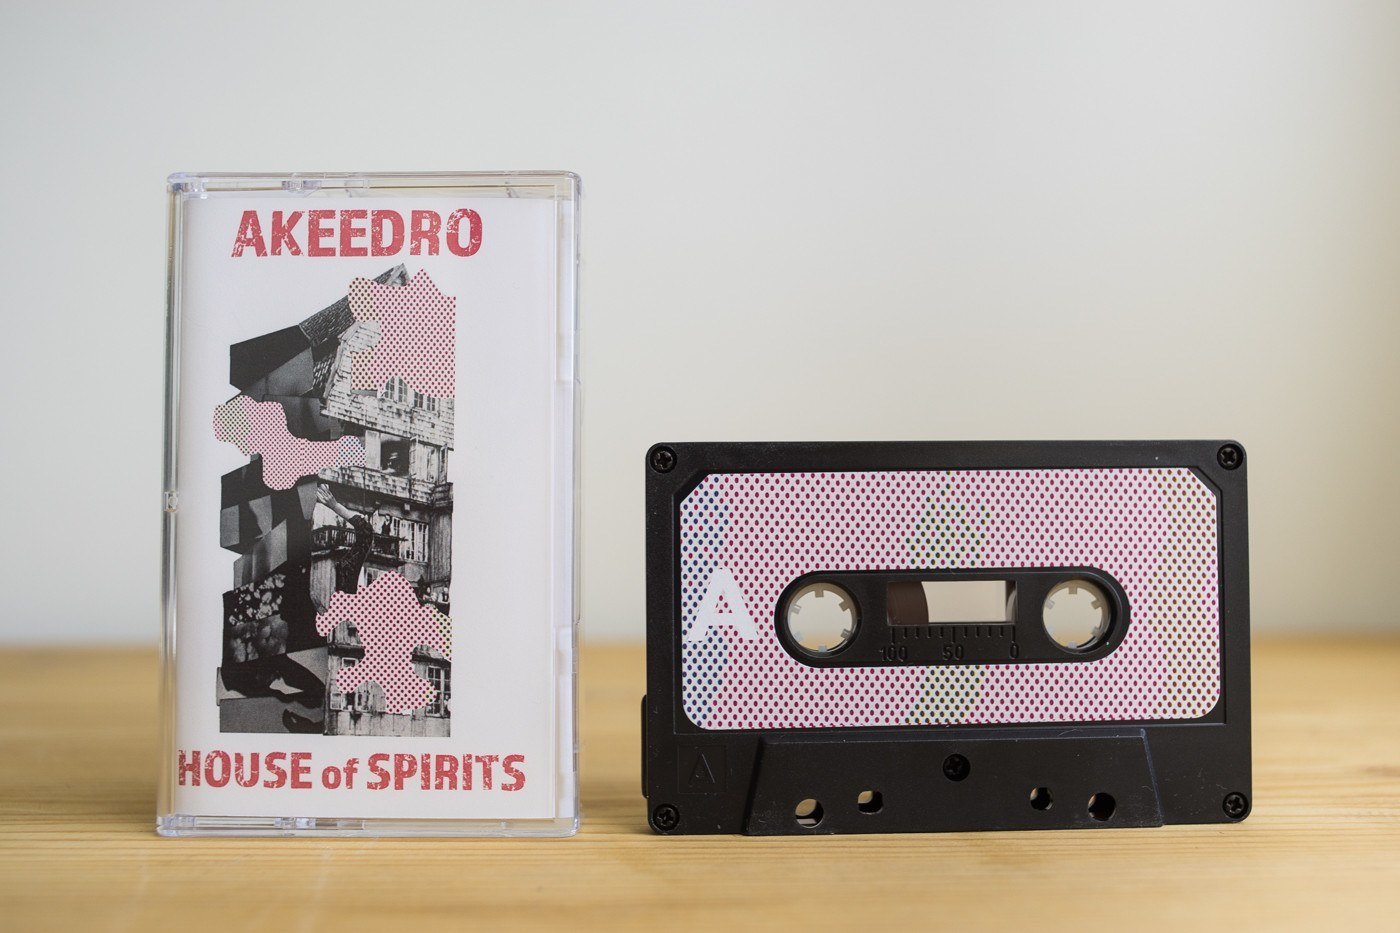 AKEEDRO
HOUSE of SPIRITS
A
100 50 0
A